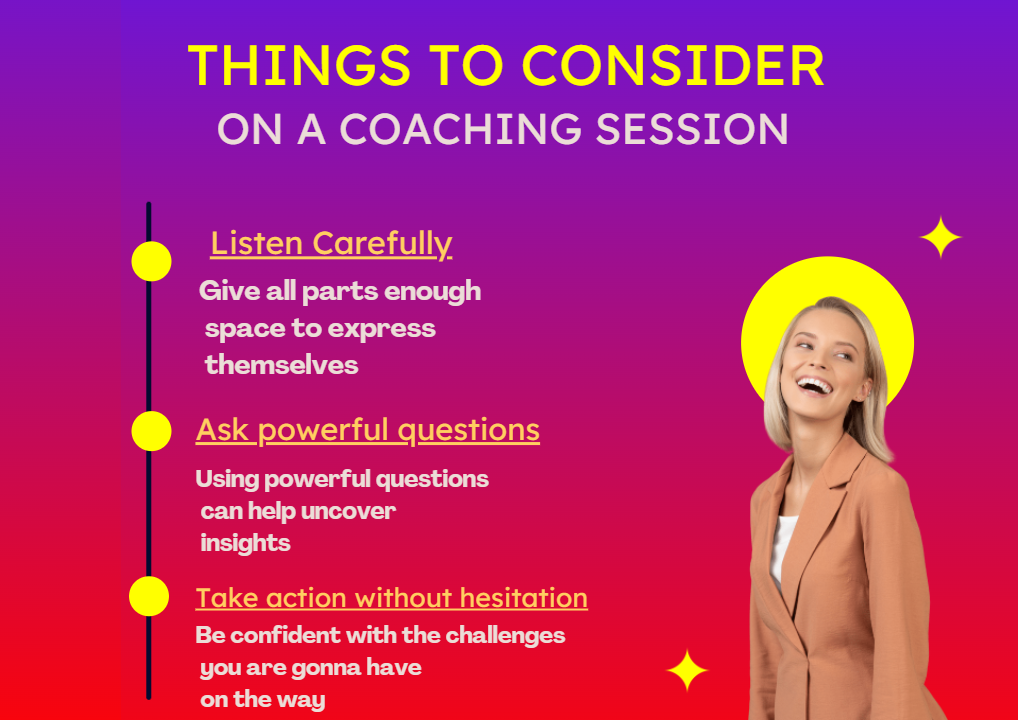 THINGS TO CONSIDER
ON A COACHING SESSION
Listen Carefully
Give all parts enough
space to express
themselves
Ask powerful questions
Using powerful questions
can help uncover
insights
Take action without hesitation
Be confident with the challenges
you are gonna have
on the way